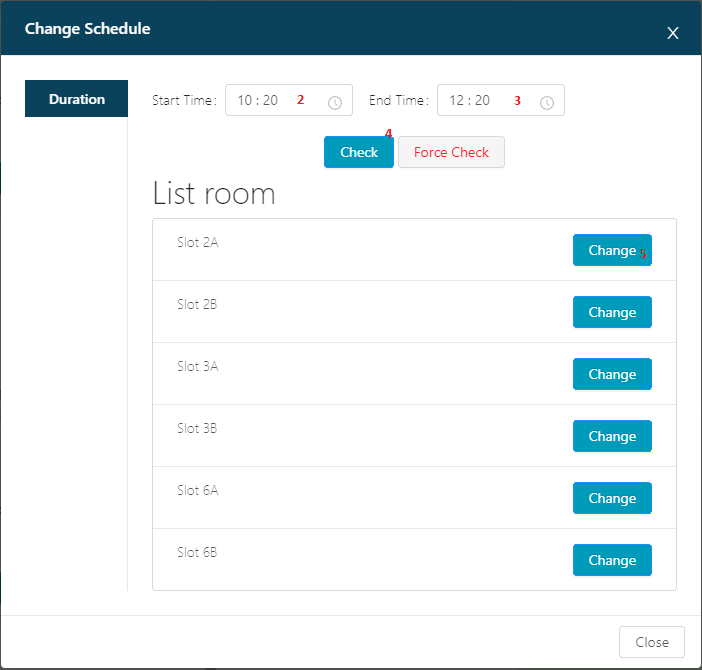 Change Schedule X
Duration Start Time: 10 : 20 2 End Time: 12 : 20 3
4
Check Force Check
List room
Slot 2A Change 5
Slot 2B Change
Slot 3A Change
Slot 3B Change
Slot 6A Change
Slot 6B Change
Close